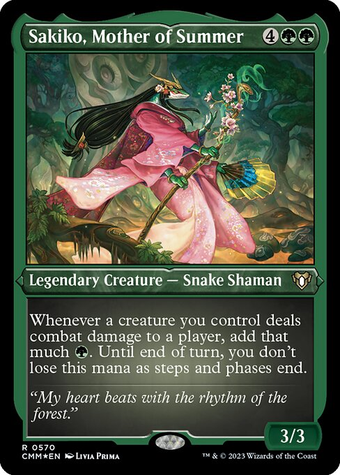 Sakiko, Mother of Summer 4
Legendary Creature — Snake Shaman
Whenever a creature you control deals
combat damage to a player, add that
much . Until end of turn, you don't
lose this mana as steps and phases end.
"My heart beats with the rhythm of the
forest."
3/3
R 0570
CMM★EN LIVIA PRIMA
™ & © 2023 Wizards of the Coast